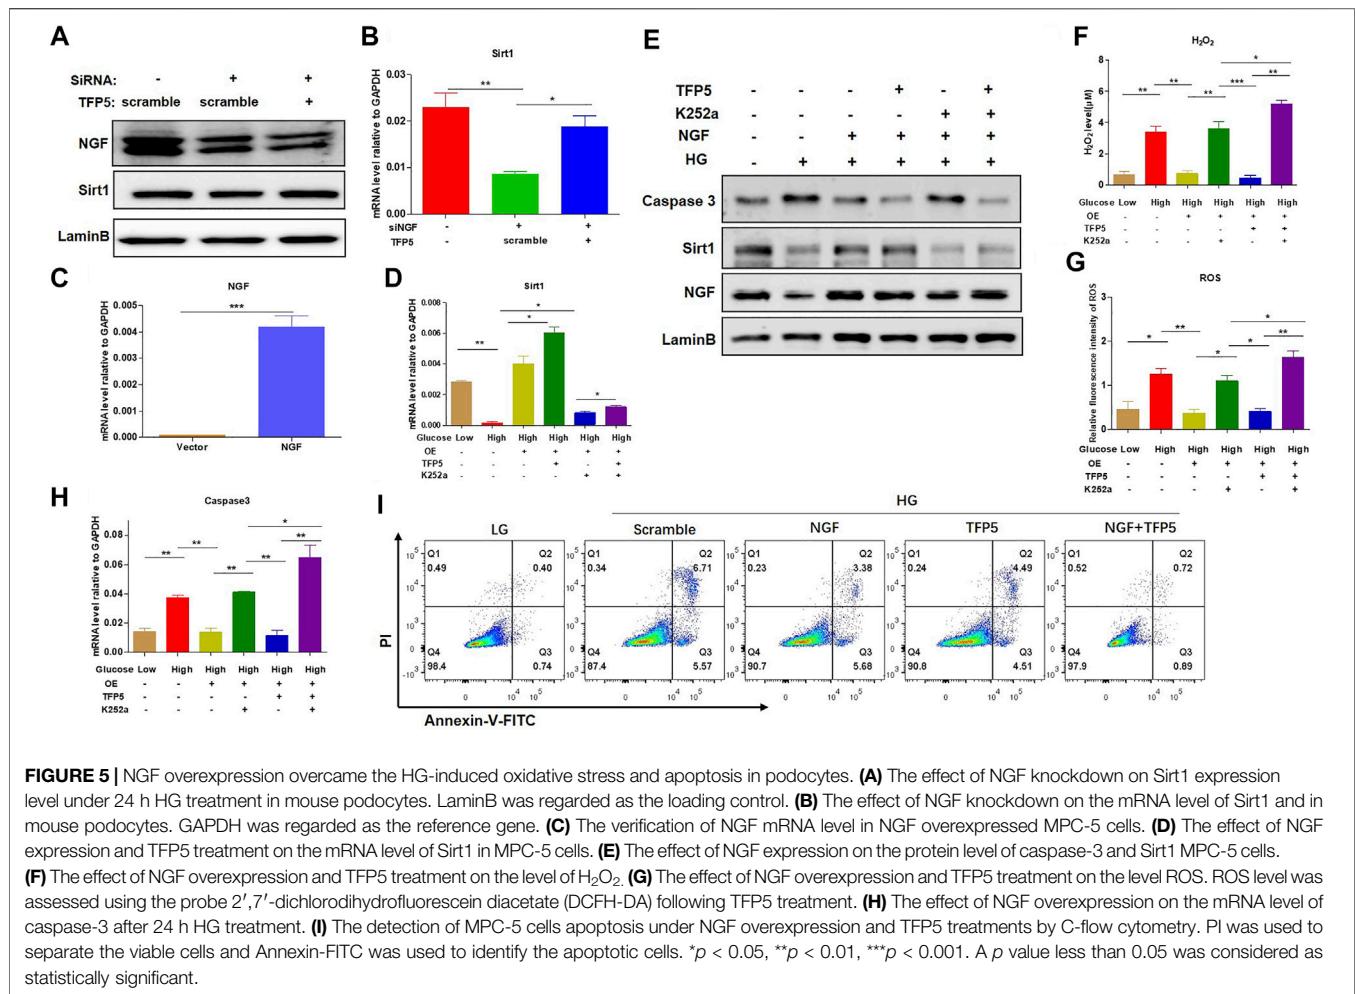 A
SiRNA: - + +
TFP5: scramble scramble +
NGF
Sirt1
LaminB
B
Sirt1
mRNA level ralative to GAPDH
0.03
0.02
0.01
0.00
siNGF - + +
TFP5 - scramble +
** *
C
NGF
mRNA level relative to GAPDH
0.005
0.004
0.003
0.002
0.001
0.000
***
Vector NGF
D
Sirt1
mRNA level relative to GAPDH
0.008
0.006
0.004
0.002
0.000
** * * *
Glucose Low High High High High High
OE - - + + + +
TFP5 - - - + - +
K252a - - - - + +
E
TFP5 - - - + - +
K252a - - - - + +
NGF - - + + + +
HG - + + + + +
Caspase 3
Sirt1
NGF
LaminB
F
H₂O₂
H₂O₂ level(μM)
8
6
4
2
0
** ** ** *** ** *
Glucose Low High High High High High
OE - - + + + +
TFP5 - - - - + +
K252a - - - + - +
G
ROS
Relative fluorescence intensity of ROS
3
2
1
0
* ** * * ** *
Glucose Low High High High High High
OE - - + + + +
TFP5 - - - - + +
K252a - - - + - +
H
Caspase3
mRNA level ralative to GAPDH
0.08
0.06
0.04
0.02
0.00
** ** ** ** ** *
Glucose Low High High High High High
OE - - + + + +
TFP5 - - - - + +
K252a - - - + - +
I
HG
LG Scramble NGF TFP5 NGF+TFP5
Q1 0.49 Q2 0.40 Q4 98.4 Q3 0.74
Q1 0.34 Q2 6.71 Q4 87.4 Q3 5.57
Q1 0.23 Q2 3.38 Q4 90.7 Q3 5.68
Q1 0.24 Q2 4.49 Q4 90.8 Q3 4.51
Q1 0.52 Q2 0.72 Q4 97.9 Q3 0.89
PI
Annexin-V-FITC
FIGURE 5 | NGF overexpression overcame the HG-induced oxidative stress and apoptosis in podocytes. (A) The effect of NGF knockdown on Sirt1 expression
level under 24 h HG treatment in mouse podocytes. LaminB was regarded as the loading control. (B) The effect of NGF knockdown on the mRNA level of Sirt1 and in
mouse podocytes. GAPDH was regarded as the reference gene. (C) The verification of NGF mRNA level in NGF overexpressed MPC-5 cells. (D) The effect of NGF
expression and TFP5 treatment on the mRNA level of Sirt1 in MPC-5 cells. (E) The effect of NGF expression on the protein level of caspase-3 and Sirt1 MPC-5 cells.
(F) The effect of NGF overexpression and TFP5 treatment on the level of H₂O₂. (G) The effect of NGF overexpression and TFP5 treatment on the level ROS. ROS level was
assessed using the probe 2′,7′-dichlorodihydrofluorescein diacetate (DCFH-DA) following TFP5 treatment. (H) The effect of NGF overexpression on the mRNA level of
caspase-3 after 24 h HG treatment. (I) The detection of MPC-5 cells apoptosis under NGF overexpression and TFP5 treatments by C-flow cytometry. PI was used to
separate the viable cells and Annexin-FITC was used to identify the apoptotic cells. *p < 0.05, **p < 0.01, ***p < 0.001. A p value less than 0.05 was considered as
statistically significant.